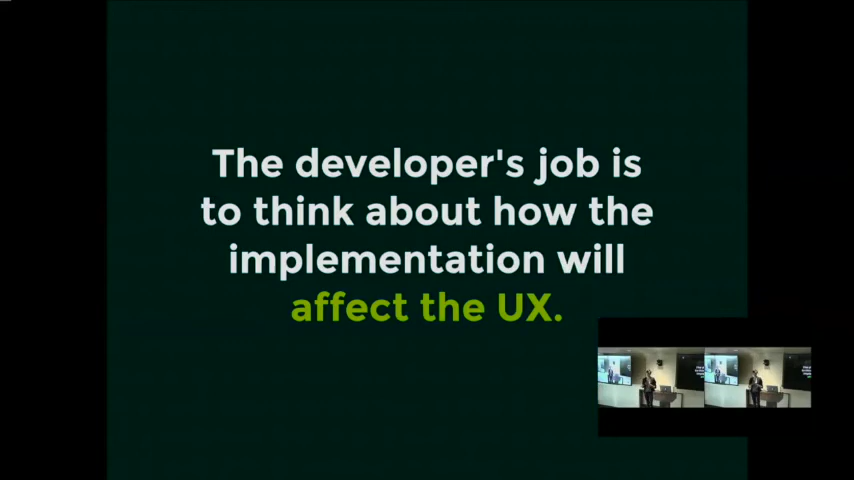 The developer's job is
to think about how the
implementation will
affect the UX.